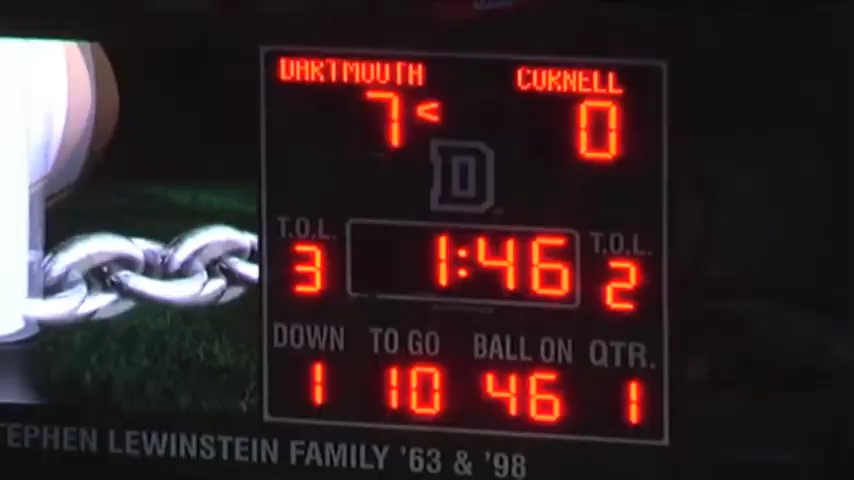 DARTMOUTH CORNELL
7 < 0
D
T.O.L. T.O.L.
3 1:46 2
DOWN TO GO BALL ON QTR.
1 10 46 1
STEPHEN LEWINSTEIN FAMILY '63 & '98